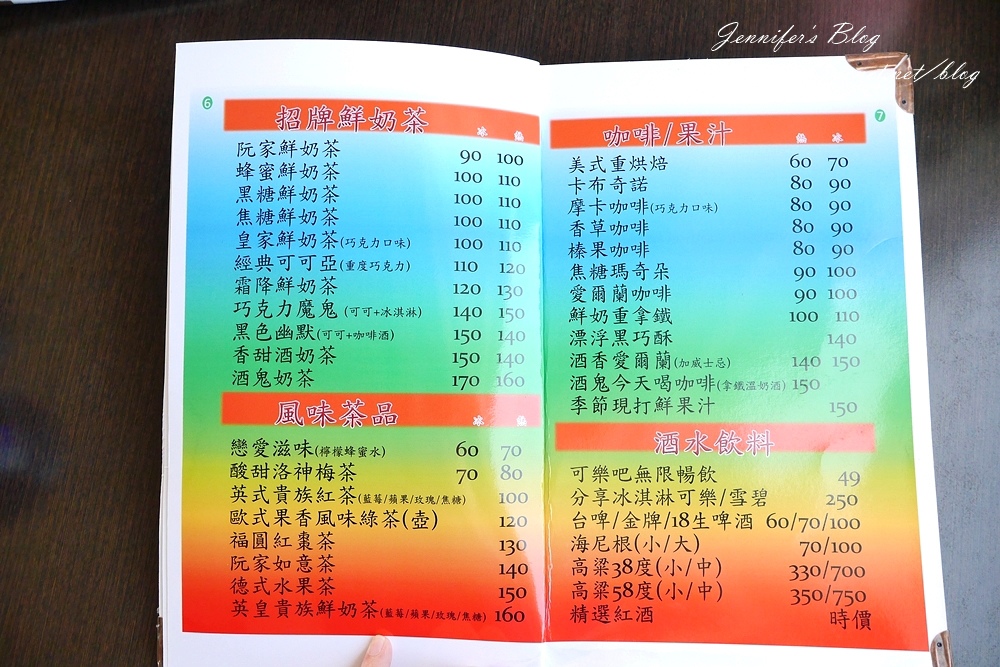 Jennifer's Blog
net/blog
6
招牌鮮奶茶 冰 熱
阮家鮮奶茶 90 100
蜂蜜鮮奶茶 100 110
黑糖鮮奶茶 100 110
焦糖鮮奶茶 100 110
皇家鮮奶茶(巧克力口味) 100 110
經典可可亞(重度巧克力) 110 120
霜降鮮奶茶 120 130
巧克力魔鬼 (可可+冰淇淋) 140 150
黑色幽默(可可+咖啡酒) 150 140
香甜酒奶茶 150 140
酒鬼奶茶 170 160
風味茶品 冰 熱
戀愛滋味(檸檬蜂蜜水) 60 70
酸甜洛神梅茶 70 80
英式貴族紅茶(藍莓/蘋果/玫瑰/焦糖) 100
歐式果香風味綠茶(壺) 120
福圓紅棗茶 130
阮家如意茶 140
德式水果茶 150
英皇貴族鮮奶茶(藍莓/蘋果/玫瑰/焦糖) 160
7
咖啡/果汁 熱 冰
美式重烘焙 60 70
卡布奇諾 80 90
摩卡咖啡(巧克力口味) 80 90
香草咖啡 80 90
榛果咖啡 80 90
焦糖瑪奇朵 90 100
愛爾蘭咖啡 90 100
鮮奶重拿鐵 100 110
漂浮黑巧酥 140
酒香愛爾蘭(加威士忌) 140 150
酒鬼今天喝咖啡(拿鐵溫奶酒) 150
季節現打鮮果汁 150
酒水飲料
可樂吧無限暢飲 49
分享冰淇淋可樂/雪碧 250
台啤/金牌/18生啤酒 60/70/100
海尼根(小/大) 70/100
高粱38度(小/中) 330/700
高粱58度(小/中) 350/750
精選紅酒 時價